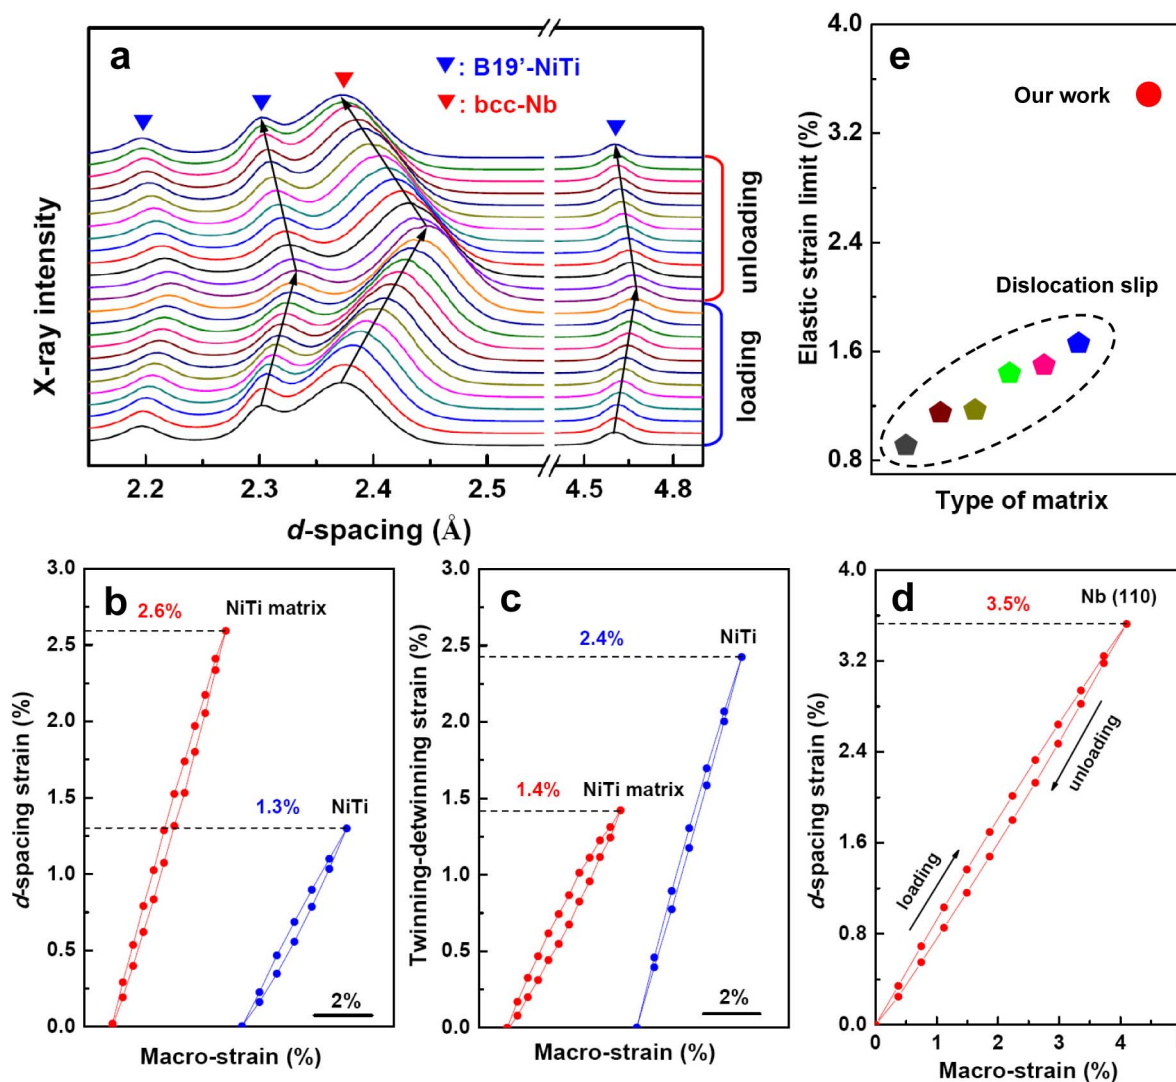 a
▼: B19’-NiTi
▼: bcc-Nb
X-ray intensity
unloading
loading
2.2 2.3 2.4 2.5 4.5 4.8
d-spacing (Å)
e
4.0
3.2
2.4
1.6
0.8
Elastic strain limit (%)
Our work
Dislocation slip
Type of matrix
b
3.0
2.5
2.0
1.5
1.0
0.5
0.0
d-spacing strain (%)
2.6%
NiTi matrix
1.3%
NiTi
2%
Macro-strain (%)
c
3.0
2.5
2.0
1.5
1.0
0.5
0.0
Twinning-detwinning strain (%)
2.4%
NiTi
1.4%
NiTi matrix
2%
Macro-strain (%)
d
4.0
3.2
2.4
1.6
0.8
0.0
d-spacing strain (%)
3.5%
Nb (110)
loading
unloading
0 1 2 3 4
Macro-strain (%)